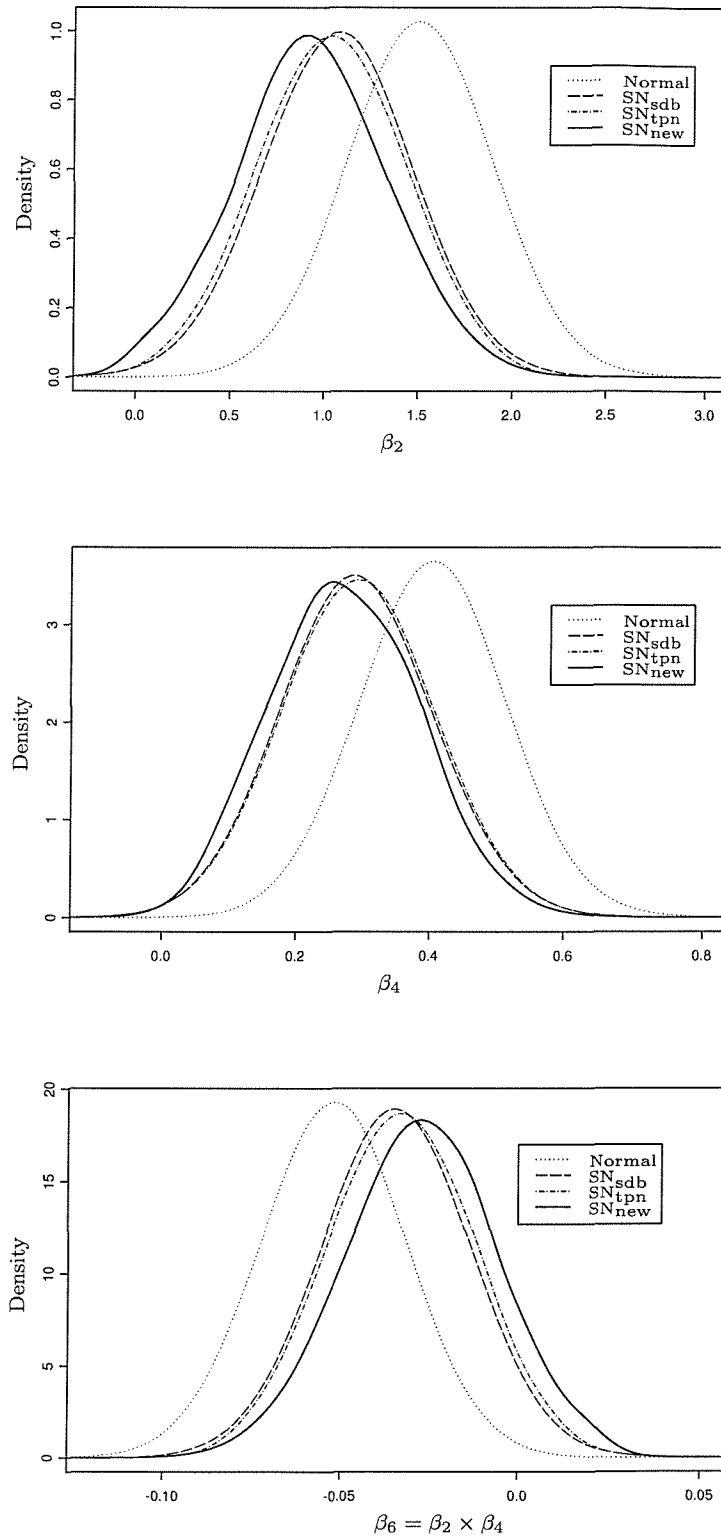 1.0
0.8
0.6
0.4
0.2
0.0
Density
Normal
SNsdb
SNtpn
SNnew
0.0 0.5 1.0 1.5 2.0 2.5 3.0
β2
3
2
1
0
Density
Normal
SNsdb
SNtpn
SNnew
0.0 0.2 0.4 0.6 0.8
β4
20
15
10
5
0
Density
Normal
SNsdb
SNtpn
SNnew
-0.10 -0.05 0.0 0.05
β6 = β2 × β4